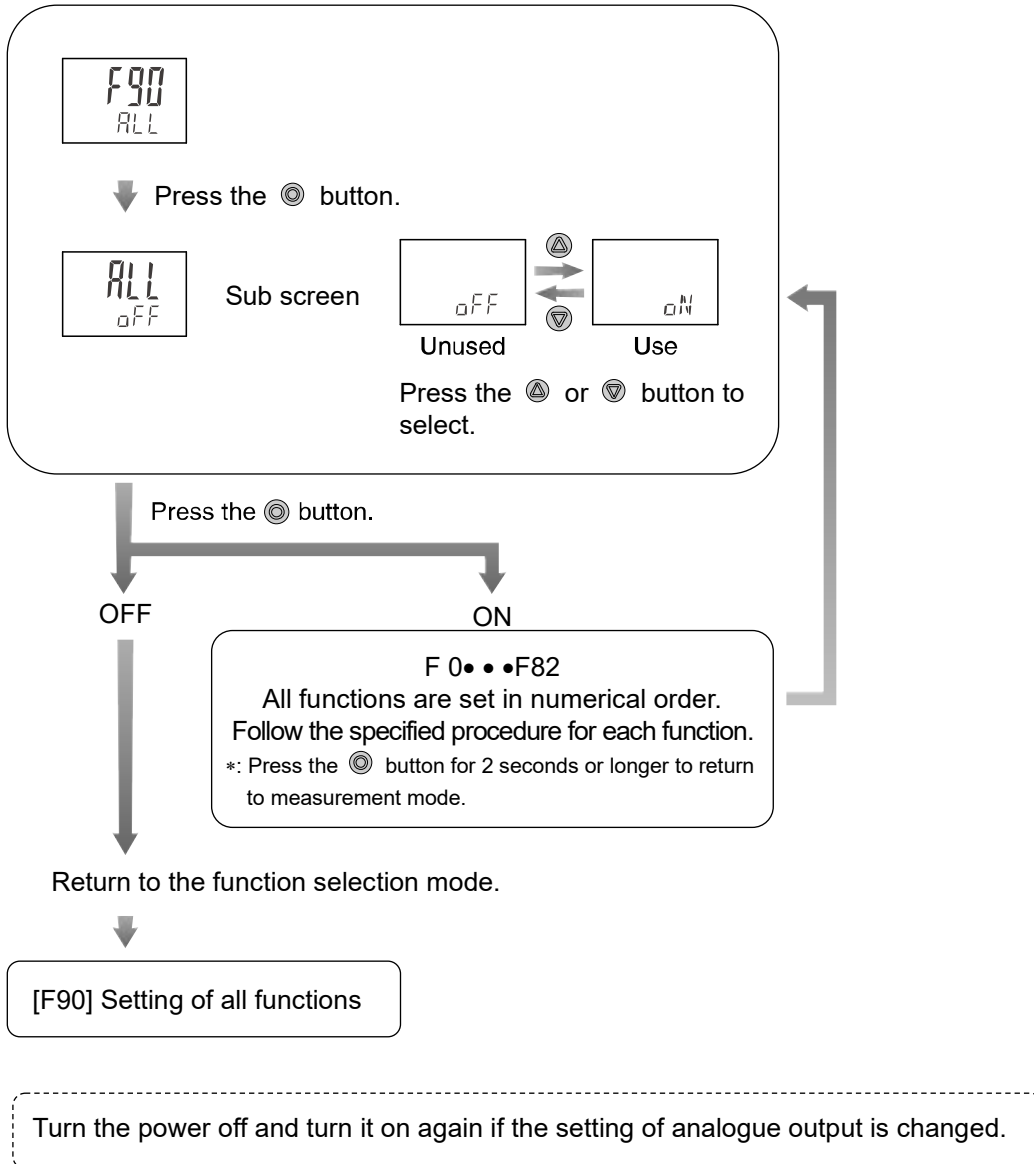 F90
ALL
Press the button.
ALL
oFF
Sub screen
oFF
oN
Unused
Use
Press the or button to
select.
Press the button.
OFF
ON
F 0• • •F82
All functions are set in numerical order.
Follow the specified procedure for each function.
*: Press the button for 2 seconds or longer to return
to measurement mode.
Return to the function selection mode.
[F90] Setting of all functions
Turn the power off and turn it on again if the setting of analogue output is changed.